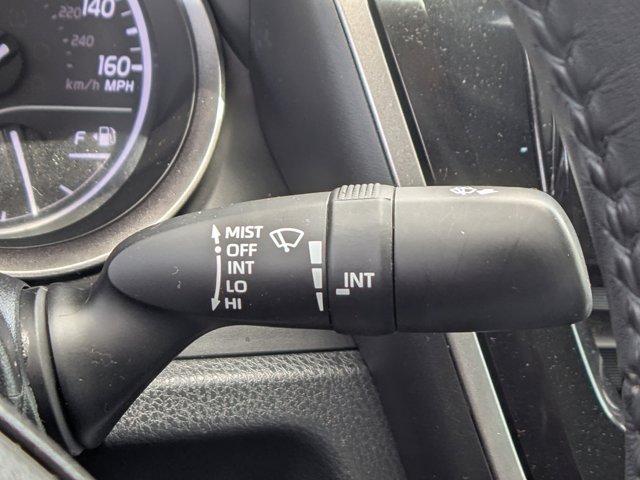 220
140
240
160
km/h MPH
F
MIST
OFF
INT
LO
HI
INT